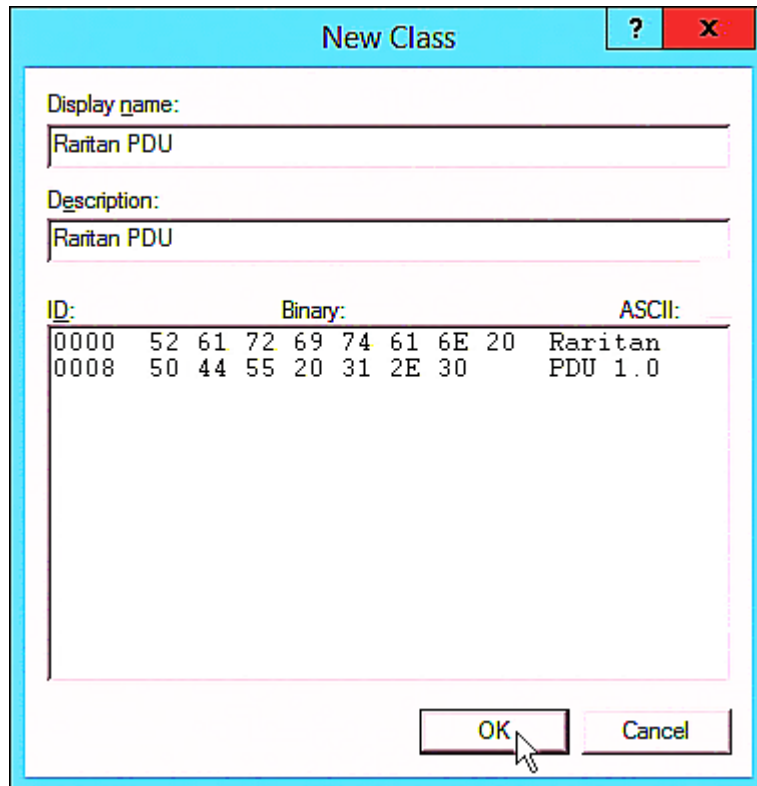 New Class
? x
Display name:
Raritan PDU
Description:
Raritan PDU
ID: Binary: ASCII:
0000 52 61 72 69 74 61 6E 20 Raritan
0008 50 44 55 20 31 2E 30 PDU 1.0
OK Cancel